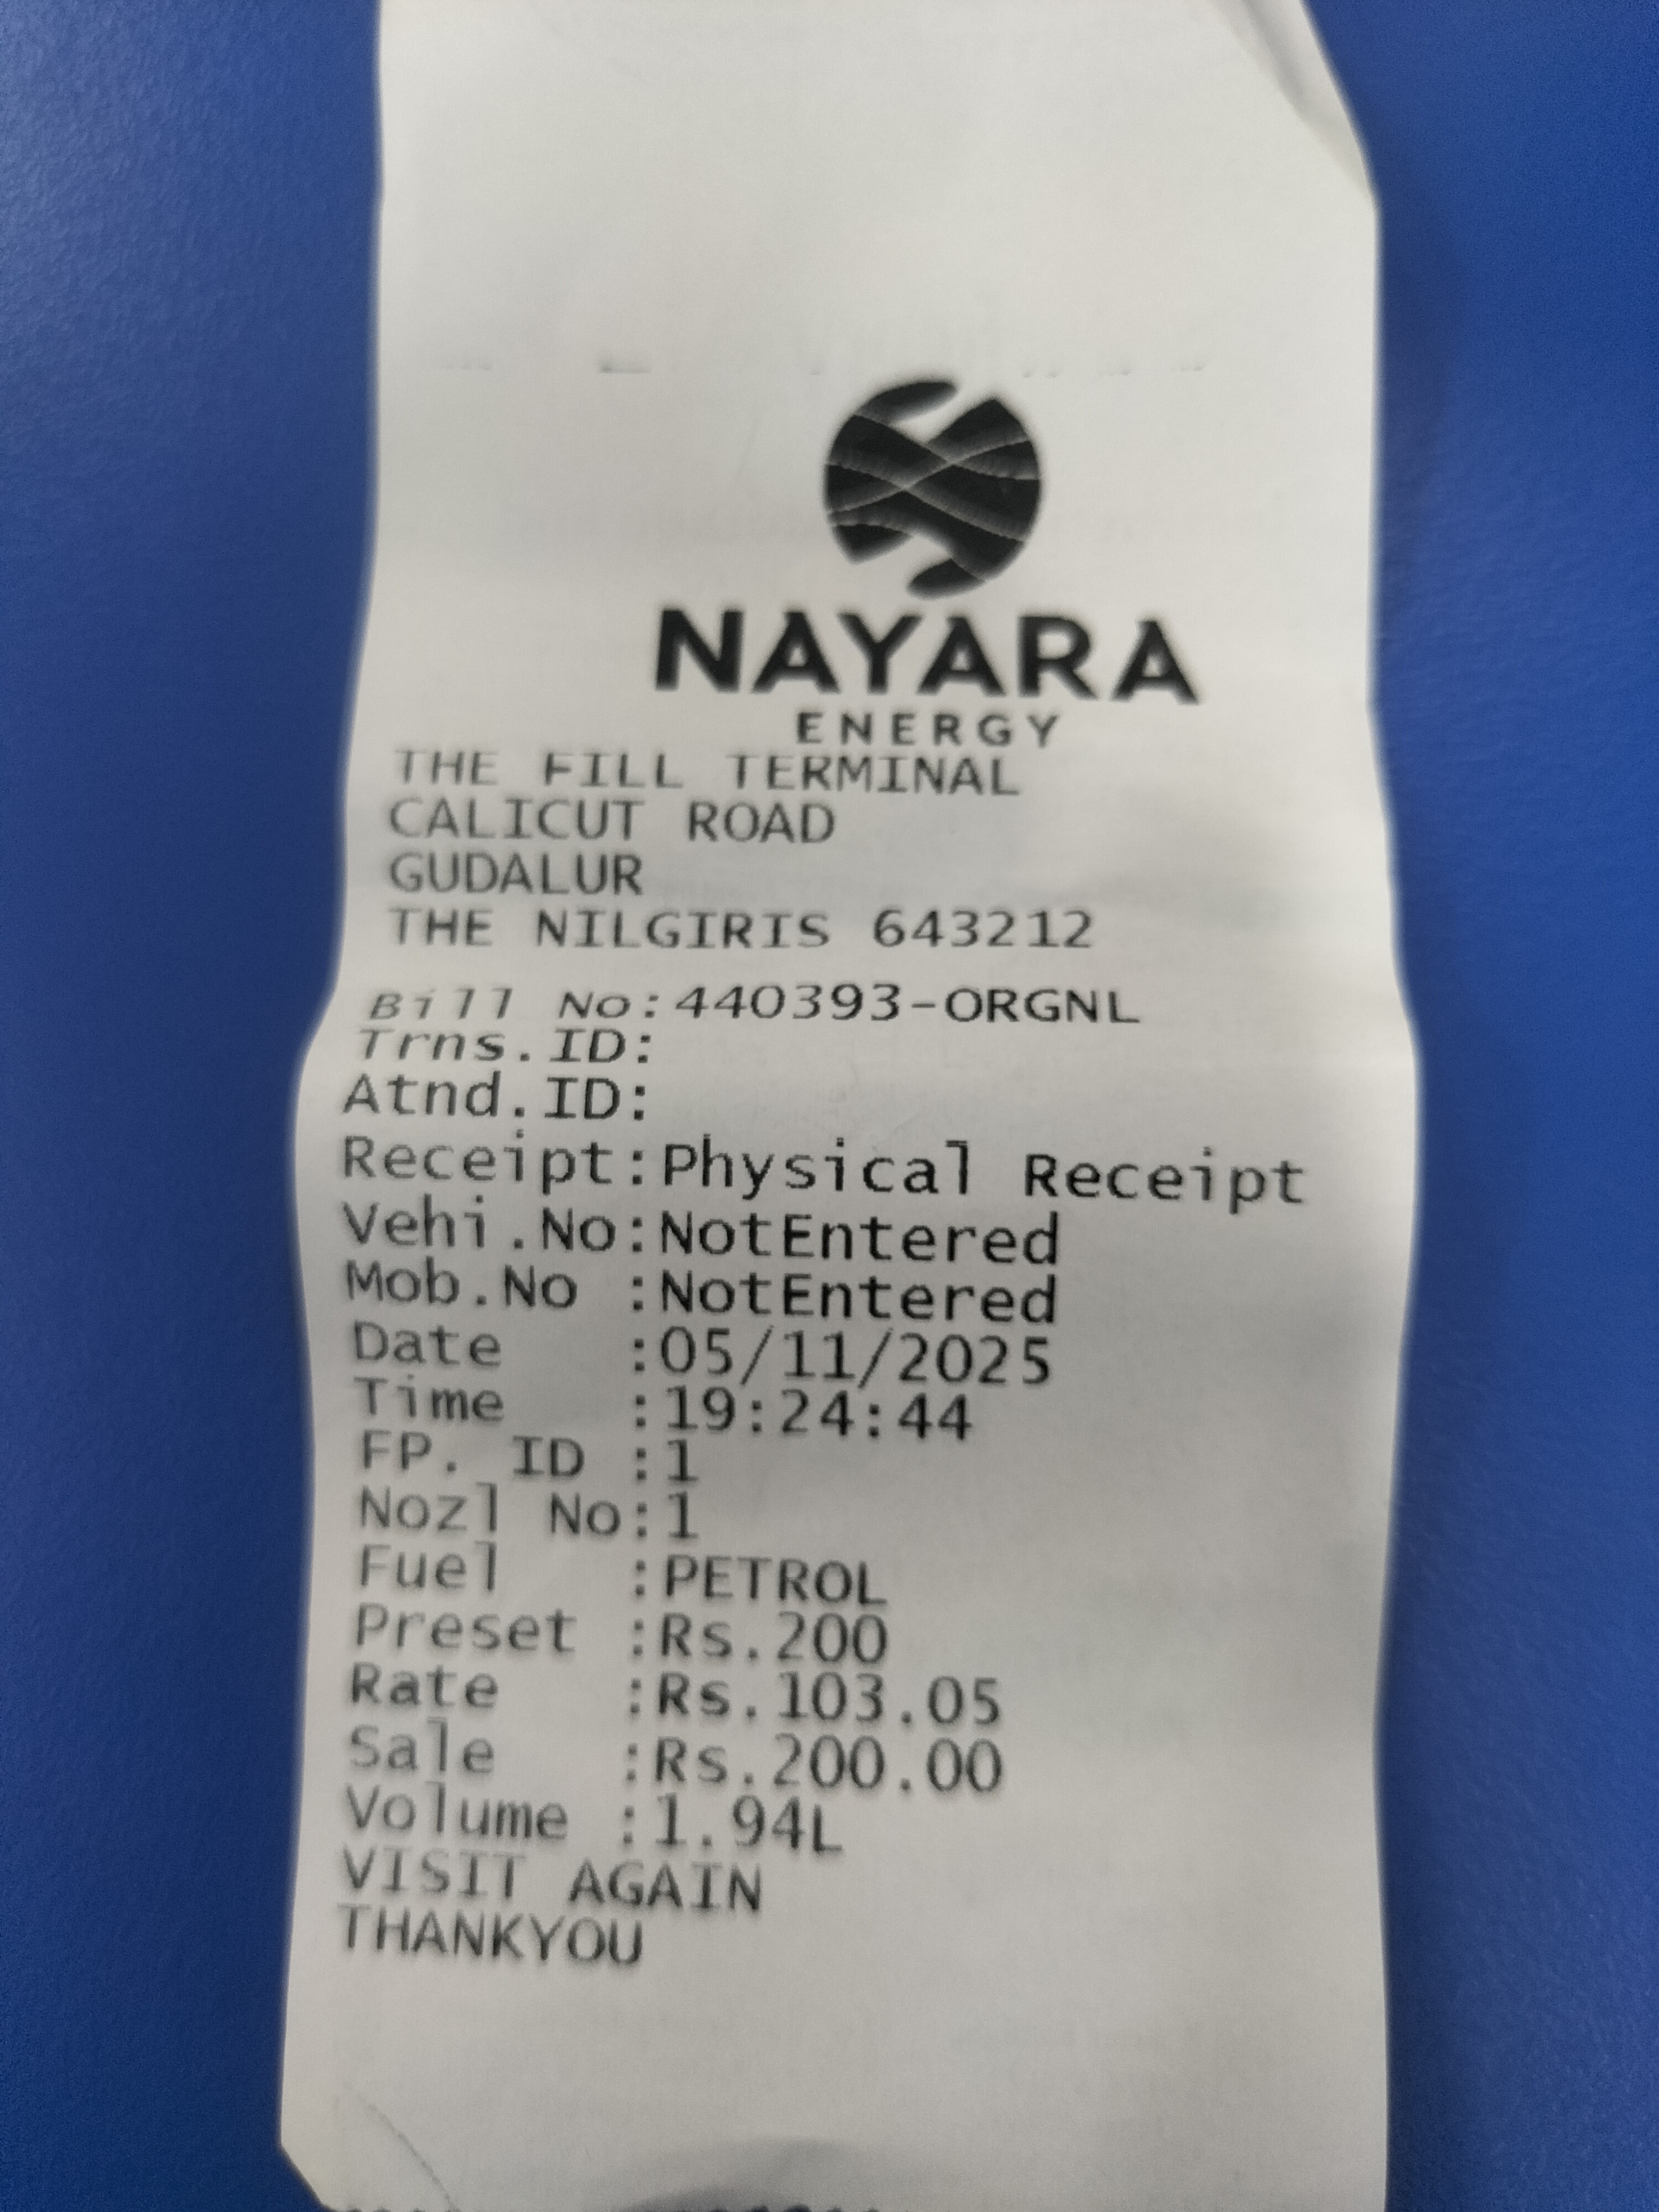 NAYARA
ENERGY
THE FILL TERMINAL
CALICUT ROAD
GUDALUR
THE NILGIRIS 643212
Bill No:440393-ORGNL
Trns.ID:
Atnd.ID:
Receipt:Physical Receipt
Vehi.No:NotEntered
Mob.No :NotEntered
Date :05/11/2025
Time :19:24:44
FP. ID :1
Nozl No:1
Fuel :PETROL
Preset :Rs.200
Rate :Rs.103.05
Sale :Rs.200.00
Volume :1.94L
VISIT AGAIN
THANKYOU